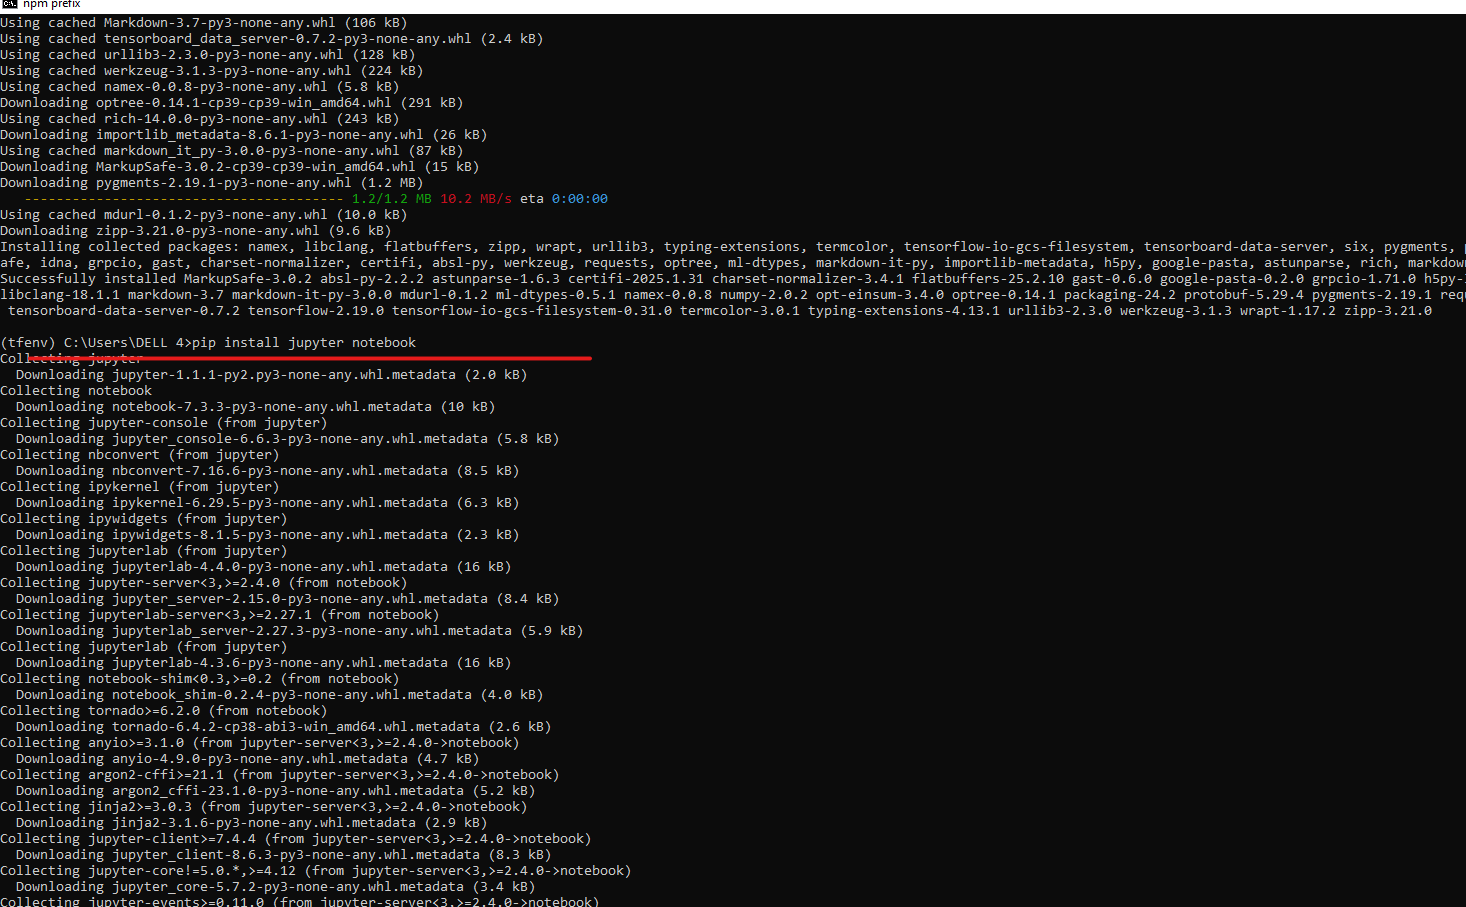 npm prefix
Using cached Markdown-3.7-py3-none-any.whl (106 kB)
Using cached tensorboard_data_server-0.7.2-py3-none-any.whl (2.4 kB)
Using cached urllib3-2.3.0-py3-none-any.whl (128 kB)
Using cached werkzeug-3.1.3-py3-none-any.whl (224 kB)
Using cached namex-0.0.8-py3-none-any.whl (5.8 kB)
Downloading optree-0.14.1-cp39-cp39-win_amd64.whl (291 kB)
Using cached rich-14.0.0-py3-none-any.whl (243 kB)
Downloading importlib_metadata-8.6.1-py3-none-any.whl (26 kB)
Using cached markdown_it_py-3.0.0-py3-none-any.whl (87 kB)
Downloading MarkupSafe-3.0.2-cp39-cp39-win_amd64.whl (15 kB)
Downloading pygments-2.19.1-py3-none-any.whl (1.2 MB)
---------------------------------------- 1.2/1.2 MB 10.2 MB/s eta 0:00:00
Using cached mdurl-0.1.2-py3-none-any.whl (10.0 kB)
Downloading zipp-3.21.0-py3-none-any.whl (9.6 kB)
Installing collected packages: namex, libclang, flatbuffers, zipp, wrapt, urllib3, typing-extensions, termcolor, tensorflow-io-gcs-filesystem, tensorboard-data-server, six, pygments,
afe, idna, grpcio, gast, charset-normalizer, certifi, absl-py, werkzeug, requests, optree, ml-dtypes, markdown-it-py, importlib-metadata, h5py, google-pasta, astunparse, rich, markdow
Successfully installed MarkupSafe-3.0.2 absl-py-2.2.2 astunparse-1.6.3 certifi-2025.1.31 charset-normalizer-3.4.1 flatbuffers-25.2.10 gast-0.6.0 google-pasta-0.2.0 grpcio-1.71.0 h5py-
libclang-18.1.1 markdown-3.7 markdown-it-py-3.0.0 mdurl-0.1.2 ml-dtypes-0.5.1 namex-0.0.8 numpy-2.0.2 opt-einsum-3.4.0 optree-0.14.1 packaging-24.2 protobuf-5.29.4 pygments-2.19.1 req
tensorboard-data-server-0.7.2 tensorflow-2.19.0 tensorflow-io-gcs-filesystem-0.31.0 termcolor-3.0.1 typing-extensions-4.13.1 urllib3-2.3.0 werkzeug-3.1.3 wrapt-1.17.2 zipp-3.21.0
(tfenv) C:\Users\DELL 4>pip install jupyter notebook
Collecting jupyter
Downloading jupyter-1.1.1-py2.py3-none-any.whl.metadata (2.0 kB)
Collecting notebook
Downloading notebook-7.3.3-py3-none-any.whl.metadata (10 kB)
Collecting jupyter-console (from jupyter)
Downloading jupyter_console-6.6.3-py3-none-any.whl.metadata (5.8 kB)
Collecting nbconvert (from jupyter)
Downloading nbconvert-7.16.6-py3-none-any.whl.metadata (8.5 kB)
Collecting ipykernel (from jupyter)
Downloading ipykernel-6.29.5-py3-none-any.whl.metadata (6.3 kB)
Collecting ipywidgets (from jupyter)
Downloading ipywidgets-8.1.5-py3-none-any.whl.metadata (2.3 kB)
Collecting jupyterlab (from jupyter)
Downloading jupyterlab-4.4.0-py3-none-any.whl.metadata (16 kB)
Collecting jupyter-server<3,>=2.4.0 (from notebook)
Downloading jupyter_server-2.15.0-py3-none-any.whl.metadata (8.4 kB)
Collecting jupyterlab-server<3,>=2.27.1 (from notebook)
Downloading jupyterlab_server-2.27.3-py3-none-any.whl.metadata (5.9 kB)
Collecting jupyterlab (from jupyter)
Downloading jupyterlab-4.3.6-py3-none-any.whl.metadata (16 kB)
Collecting notebook-shim<0.3,>=0.2 (from notebook)
Downloading notebook_shim-0.2.4-py3-none-any.whl.metadata (4.0 kB)
Collecting tornado>=6.2.0 (from notebook)
Downloading tornado-6.4.2-cp38-abi3-win_amd64.whl.metadata (2.6 kB)
Collecting anyio>=3.1.0 (from jupyter-server<3,>=2.4.0->notebook)
Downloading anyio-4.9.0-py3-none-any.whl.metadata (4.7 kB)
Collecting argon2-cffi>=21.1 (from jupyter-server<3,>=2.4.0->notebook)
Downloading argon2_cffi-23.1.0-py3-none-any.whl.metadata (5.2 kB)
Collecting jinja2>=3.0.3 (from jupyter-server<3,>=2.4.0->notebook)
Downloading jinja2-3.1.6-py3-none-any.whl.metadata (2.9 kB)
Collecting jupyter-client>=7.4.4 (from jupyter-server<3,>=2.4.0->notebook)
Downloading jupyter_client-8.6.3-py3-none-any.whl.metadata (8.3 kB)
Collecting jupyter-core!=5.0.*,>=4.12 (from jupyter-server<3,>=2.4.0->notebook)
Downloading jupyter_core-5.7.2-py3-none-any.whl.metadata (3.4 kB)
Collecting jupyter-events>=0.11.0 (from jupyter-server<3,>=2.4.0->notebook)